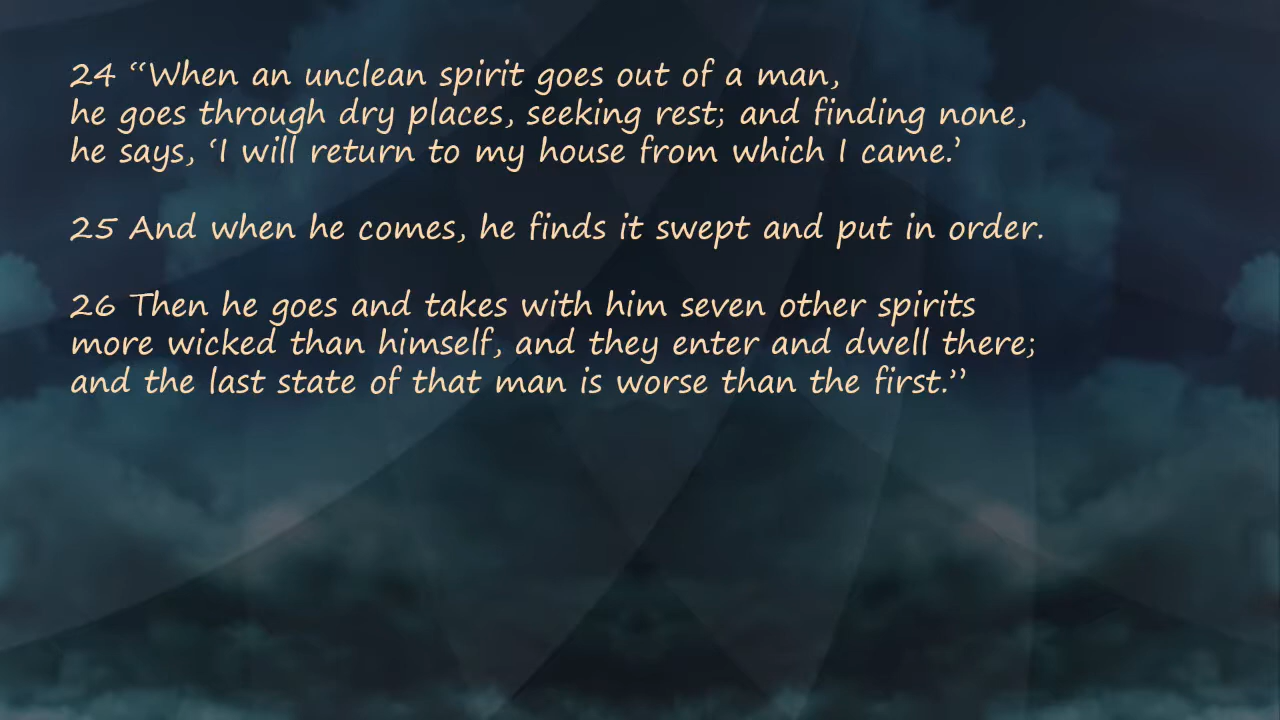 24 “When an unclean spirit goes out of a man,
he goes through dry places, seeking rest; and finding none,
he says, ‘I will return to my house from which I came.’
25 And when he comes, he finds it swept and put in order.
26 Then he goes and takes with him seven other spirits
more wicked than himself, and they enter and dwell there;
and the last state of that man is worse than the first.”